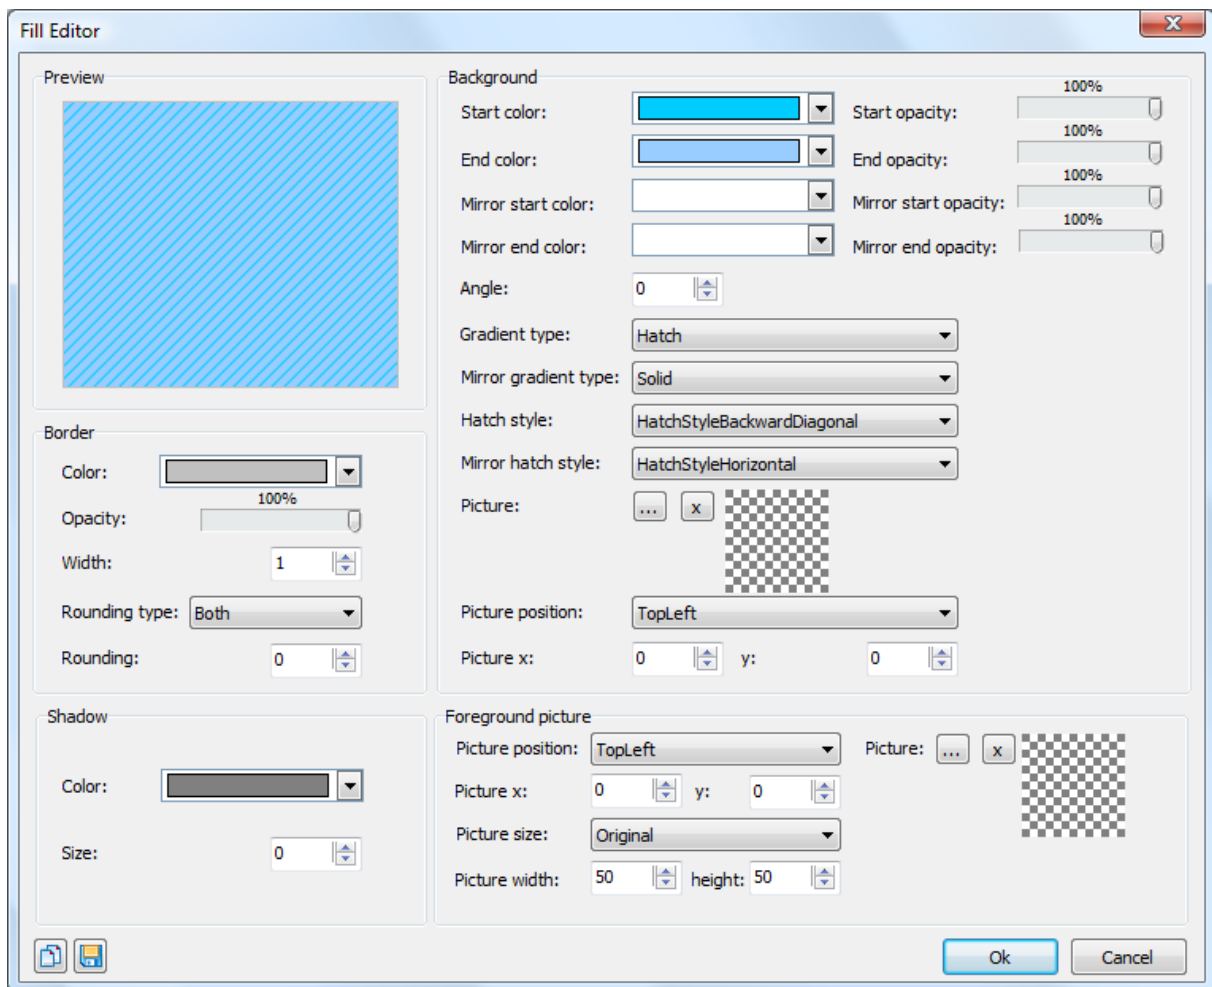 Fill Editor
x
Preview
Background
Start color:
Start opacity:
100%
End color:
End opacity:
100%
Mirror start color:
Mirror start opacity:
100%
Mirror end color:
Mirror end opacity:
100%
Angle:
0
Gradient type:
Hatch
Mirror gradient type:
Solid
Hatch style:
HatchStyleBackwardDiagonal
Mirror hatch style:
HatchStyleHorizontal
Picture:
...
x
Picture position:
TopLeft
Picture x:
0
y:
0
Border
Color:
100%
Opacity:
Width:
1
Rounding type:
Both
Rounding:
0
Shadow
Color:
Size:
0
Foreground picture
Picture position:
TopLeft
Picture:
...
x
Picture x:
0
y:
0
Picture size:
Original
Picture width:
50
height:
50
Ok
Cancel